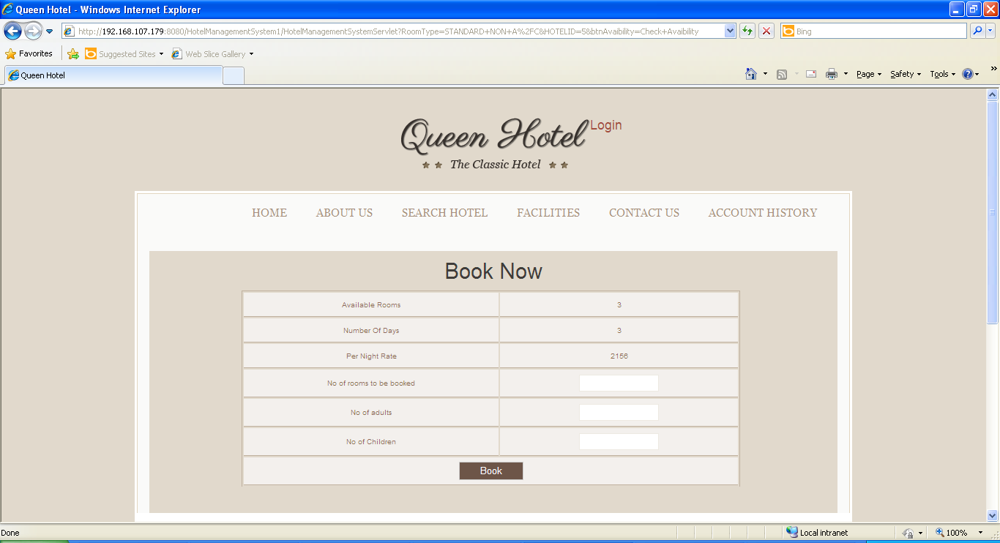 Queen Hotel - Windows Internet Explorer
http://192.168.107.179:8080/HotelManagementSystem1/HotelManagementSystemServlet?RoomType=STANDARD+NON+A%2FC&HOTELID=5&btnAvaibility=Check+Avaibility
Bing
Favorites
Suggested Sites
Web Slice Gallery
Queen Hotel
Page
Safety
Tools
»
Queen Hotel
Login
The Classic Hotel
HOME ABOUT US SEARCH HOTEL FACILITIES CONTACT US ACCOUNT HISTORY
Book Now
Available Rooms 3
Number Of Days 3
Per Night Rate 2156
No of rooms to be booked
No of adults
No of Children
Book
Done
Local intranet
100%